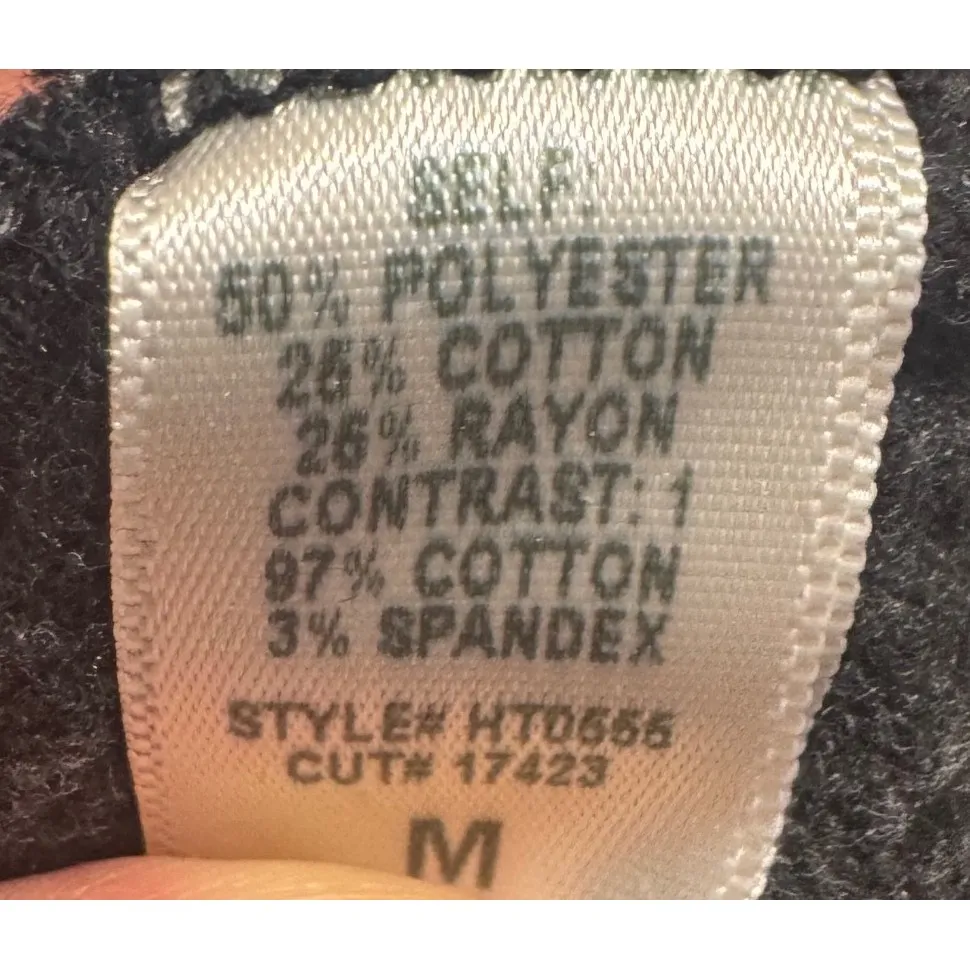 SELF:
50% POLYESTER
25% COTTON
25% RAYON
CONTRAST: 1
97% COTTON
3% SPANDEX
STYLE# HT0555
CUT# 17423
M